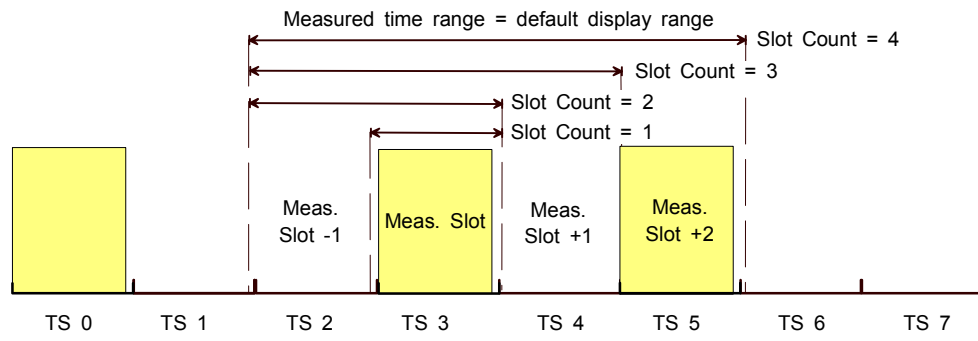 Measured time range = default display range
Slot Count = 4
Slot Count = 3
Slot Count = 2
Slot Count = 1
Meas.
Slot -1
Meas. Slot
Meas.
Slot +1
Meas.
Slot +2
TS 0
TS 1
TS 2
TS 3
TS 4
TS 5
TS 6
TS 7